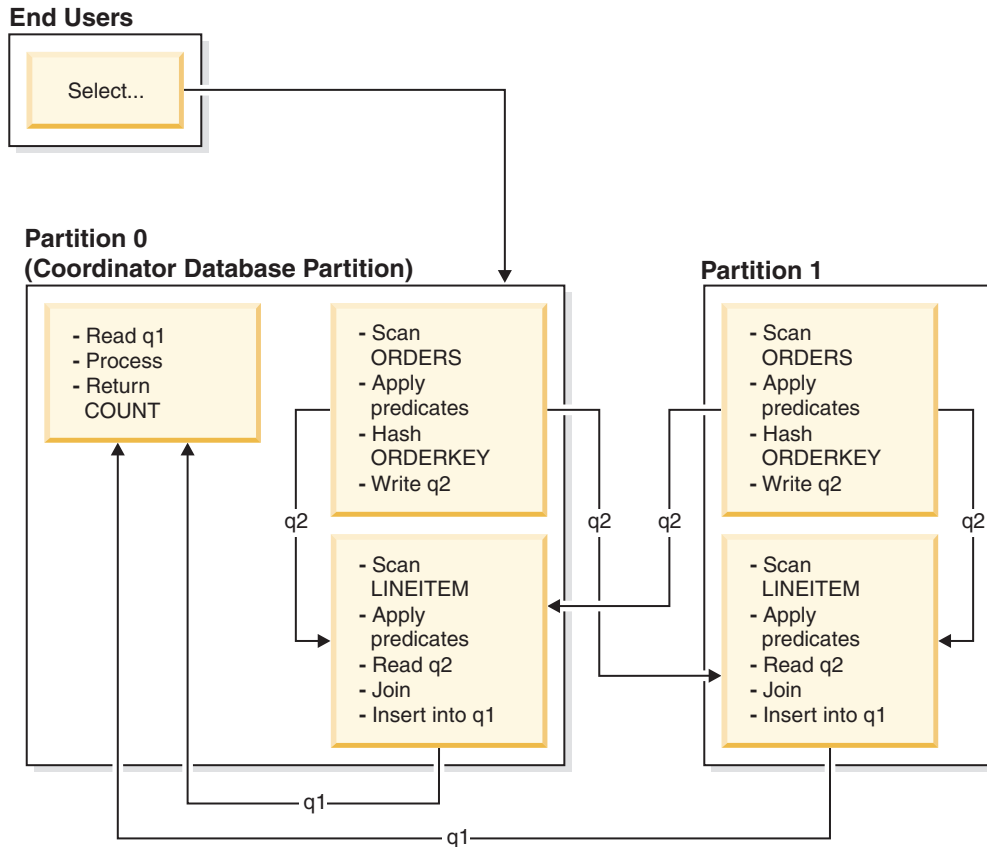 End Users
Select...
Partition 0
(Coordinator Database Partition)
- Read q1
- Process
- Return
COUNT
- Scan
ORDERS
- Apply
predicates
- Hash
ORDERKEY
- Write q2
q2
q2
- Scan
LINEITEM
- Apply
predicates
- Read q2
- Join
- Insert into q1
Partition 1
- Scan
ORDERS
- Apply
predicates
- Hash
ORDERKEY
- Write q2
q2
q2
- Scan
LINEITEM
- Apply
predicates
- Read q2
- Join
- Insert into q1
q1
q1